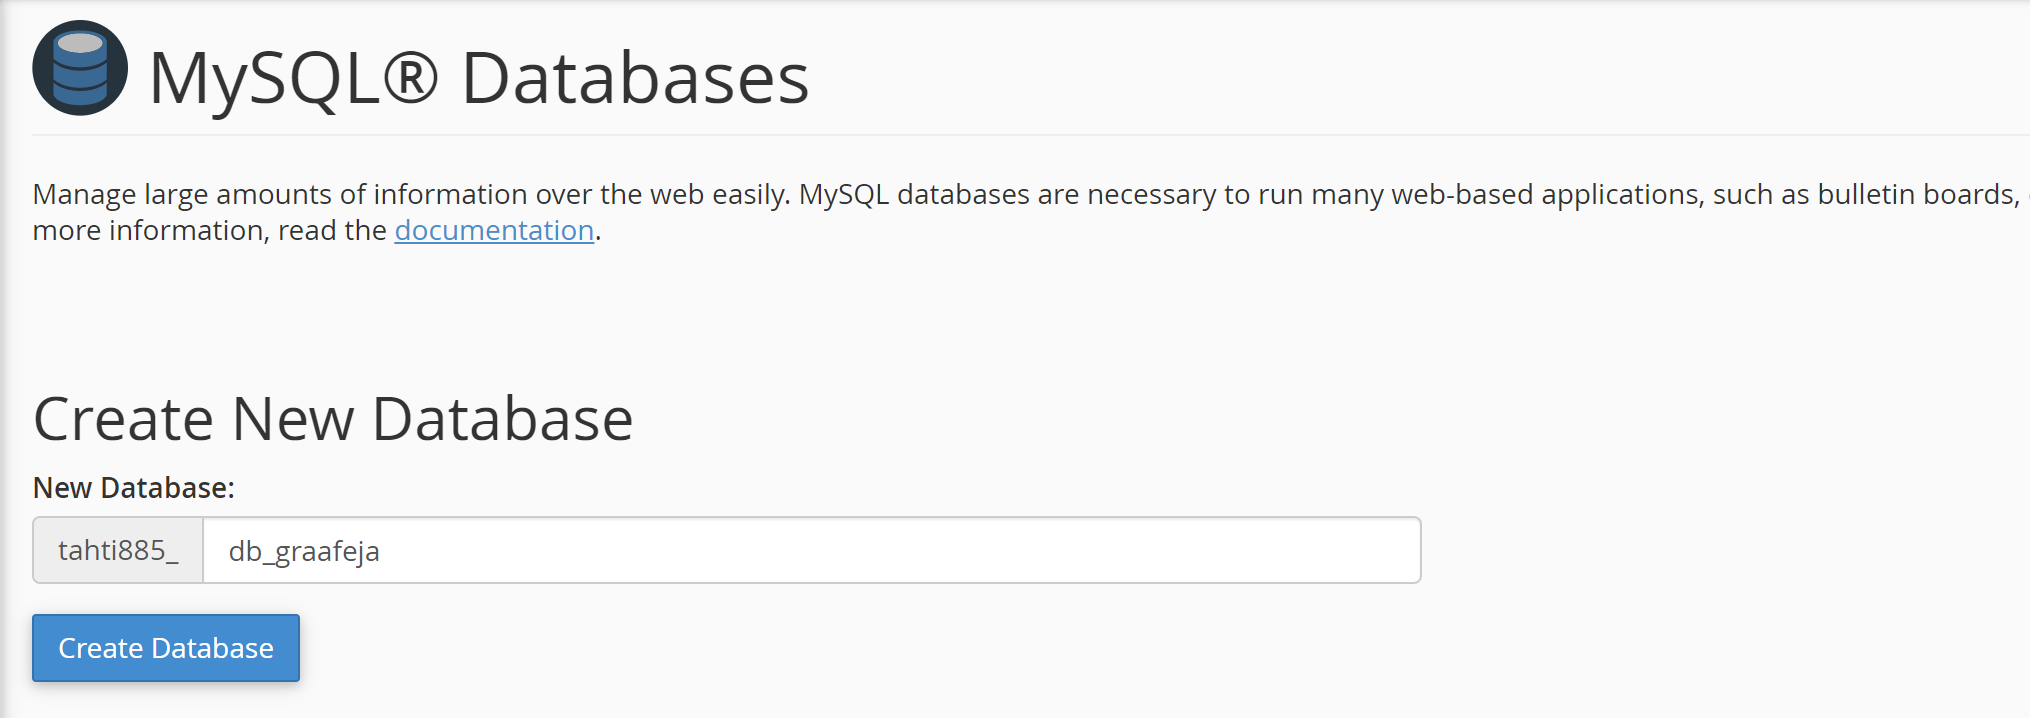 MySQL® Databases
Manage large amounts of information over the web easily. MySQL databases are necessary to run many web-based applications, such as bulletin boards,
more information, read the documentation.
Create New Database
New Database:
tahti885_ db_graafeja
Create Database